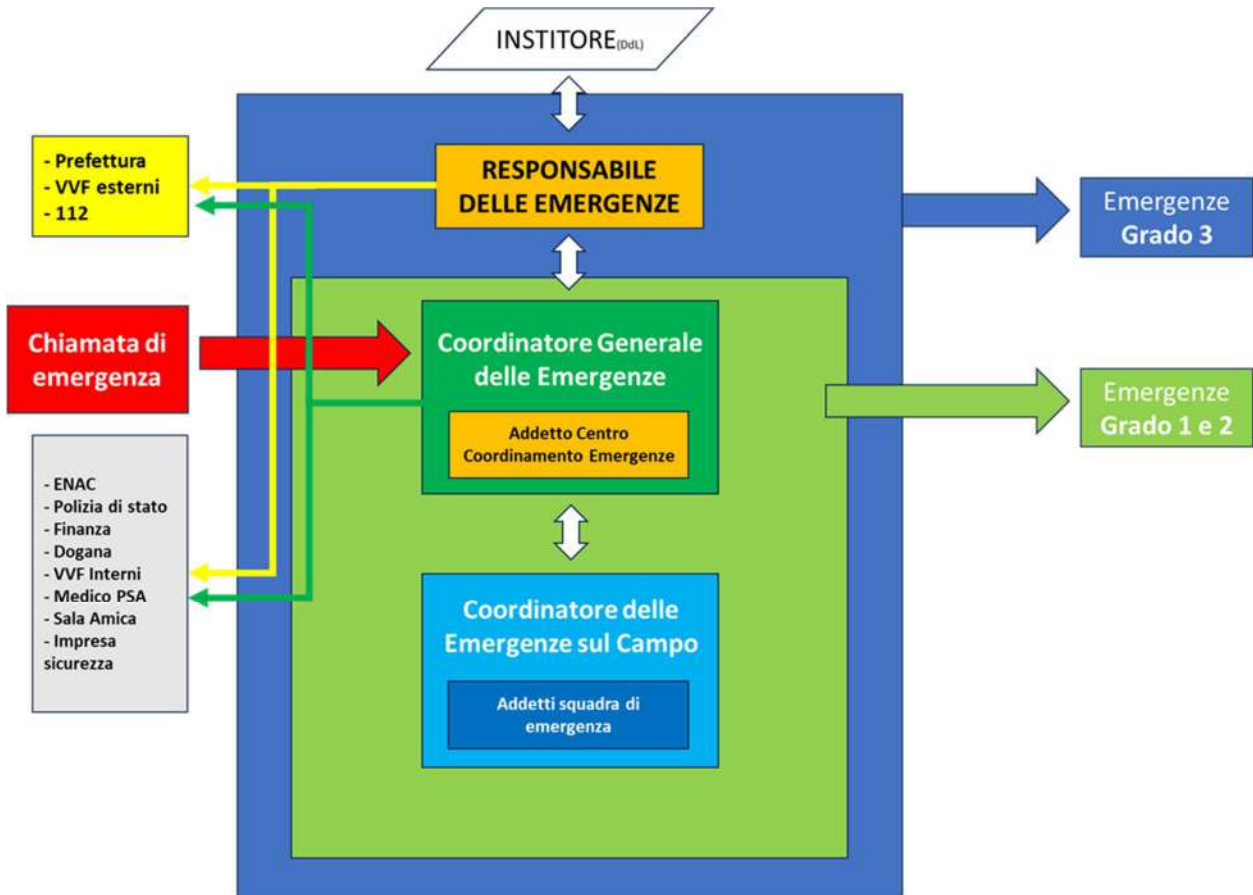 INSTITORE(DdL)
- Prefettura
- VVF esterni
- 112
RESPONSABILE
DELLE EMERGENZE
Emergenze
Grado 3
Chiamata di
emergenza
Coordinatore Generale
delle Emergenze
Addetto Centro
Coordinamento Emergenze
Emergenze
Grado 1 e 2
- ENAC
- Polizia di stato
- Finanza
- Dogana
- VVF Interni
- Medico PSA
- Sala Amica
- Impresa
sicurezza
Coordinatore delle
Emergenze sul Campo
Addetti squadra di
emergenza